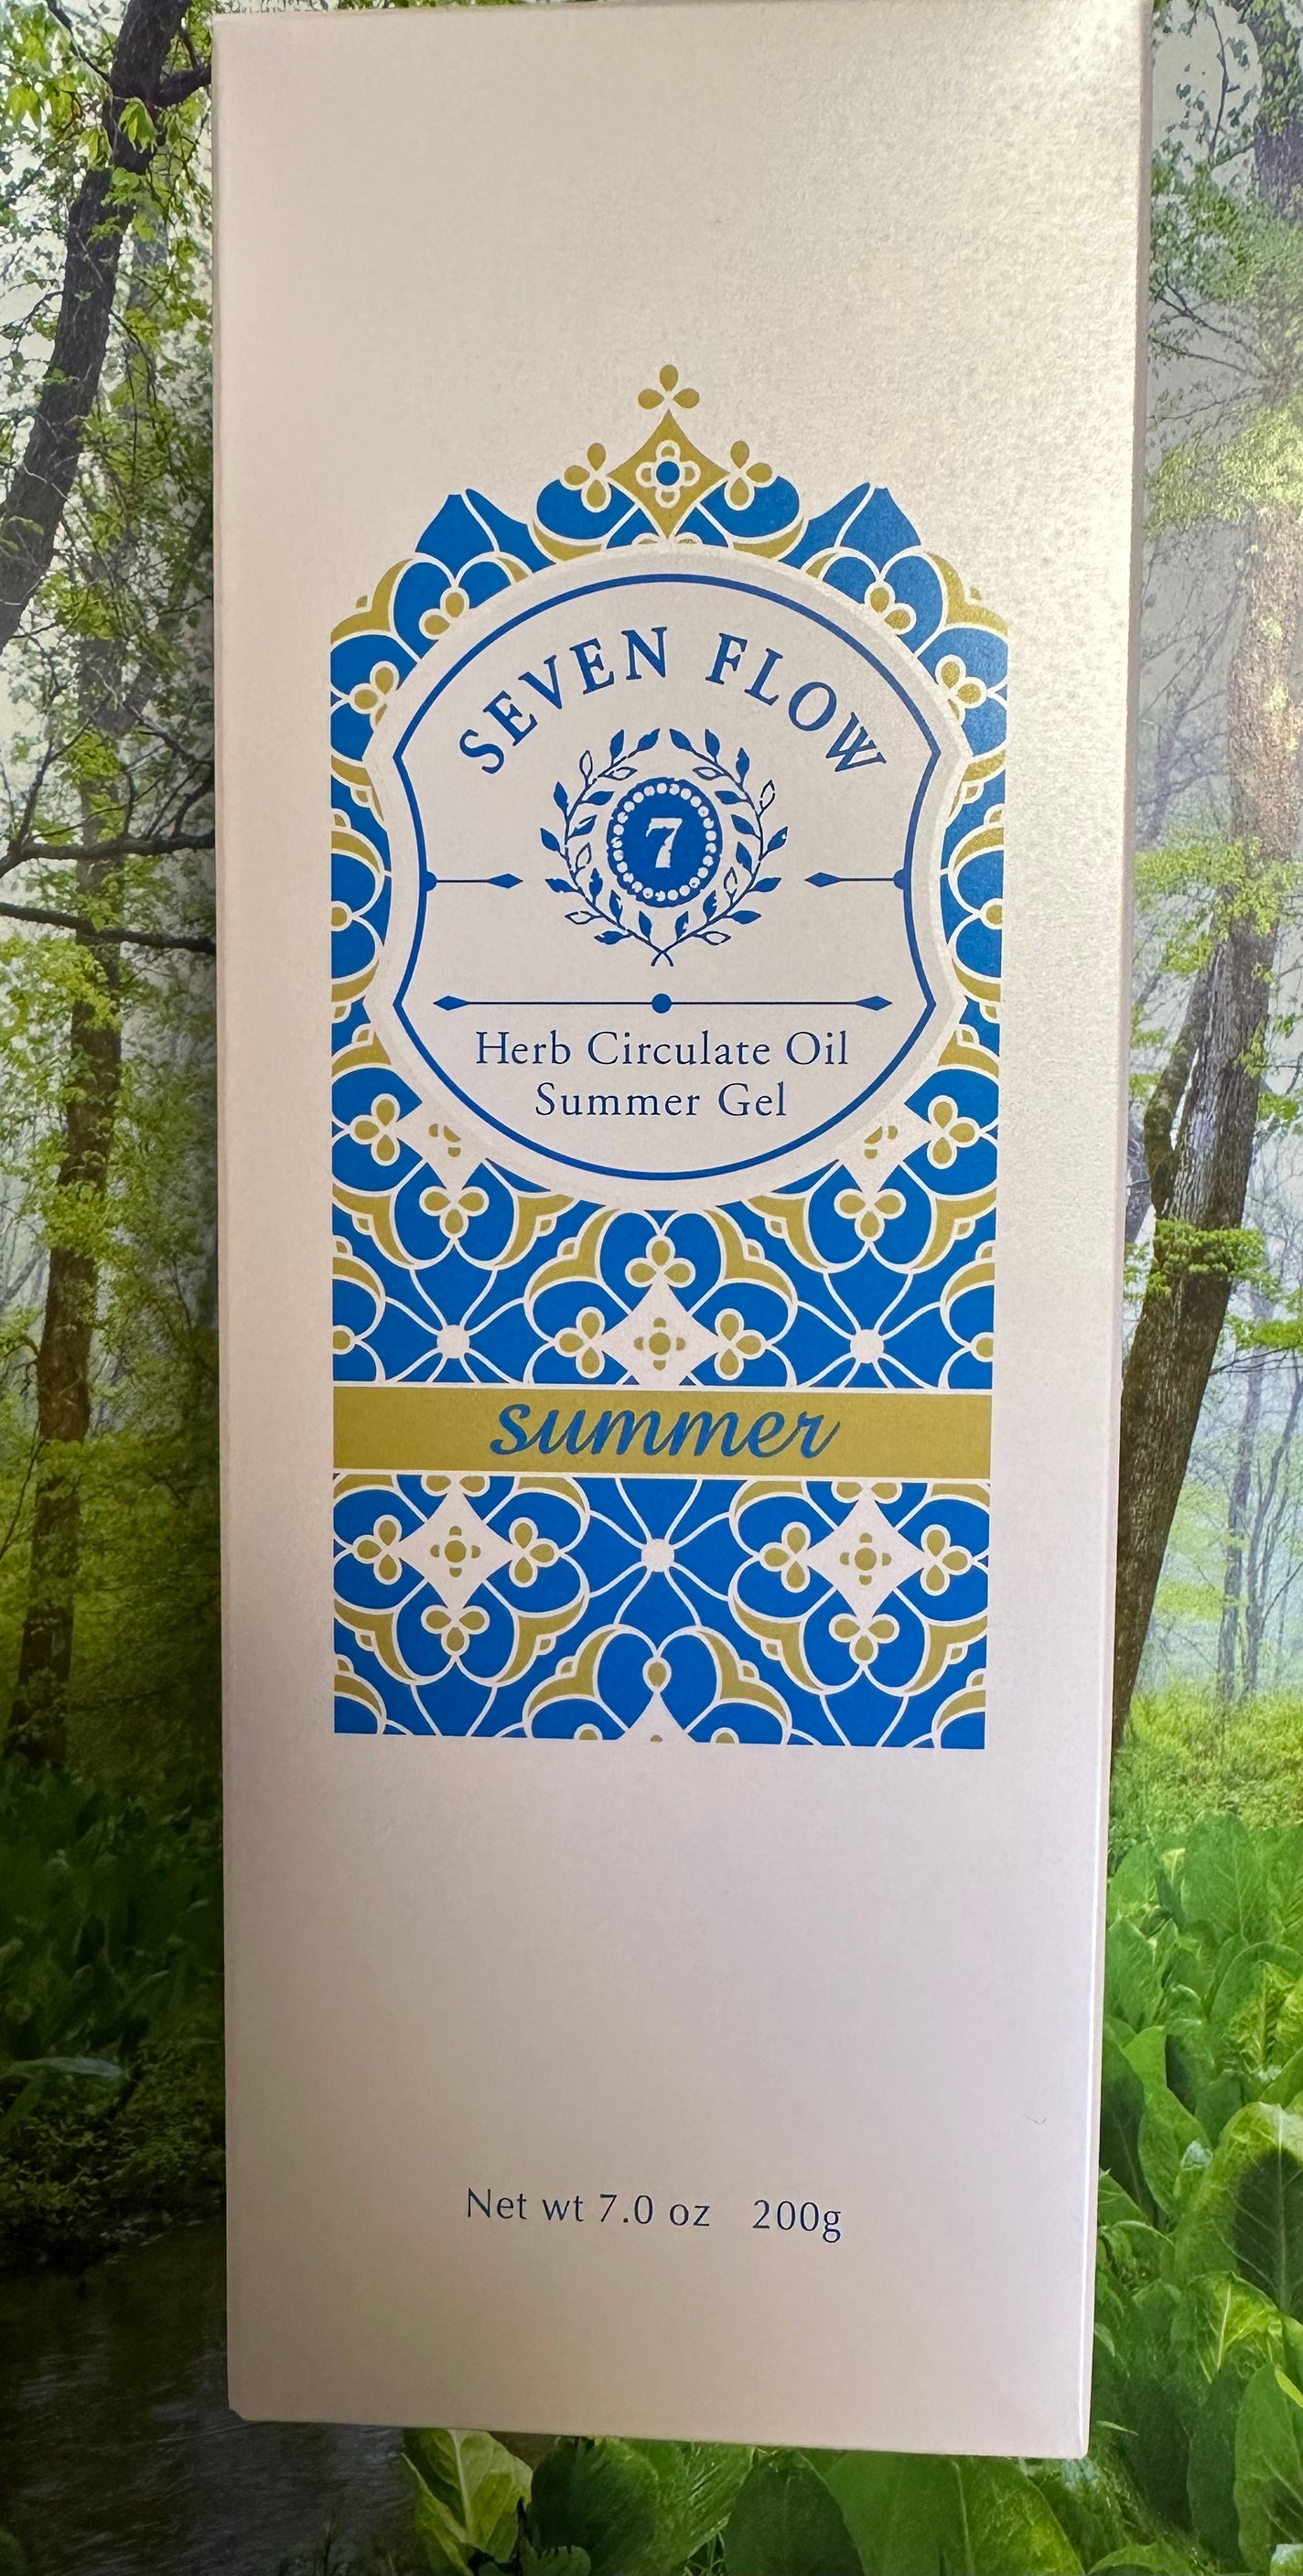 SEVEN FLOW
7
Herb Circulate Oil
Summer Gel
summer
Net wt 7.0 oz 200g